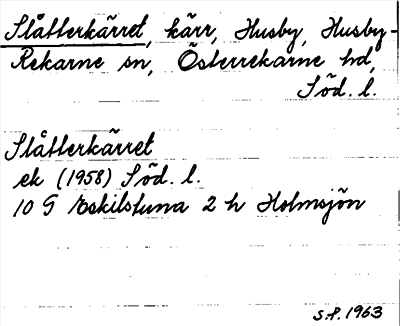 Slåtterkärret, kärr, Husby, Husby-
Rekarne sn, Österrekarne hd,
Söd. l.
Slåtterkärret
ek (1958) Söd. l.
10 G Eskilstuna 2 h Holmsjön
S.P. 1963